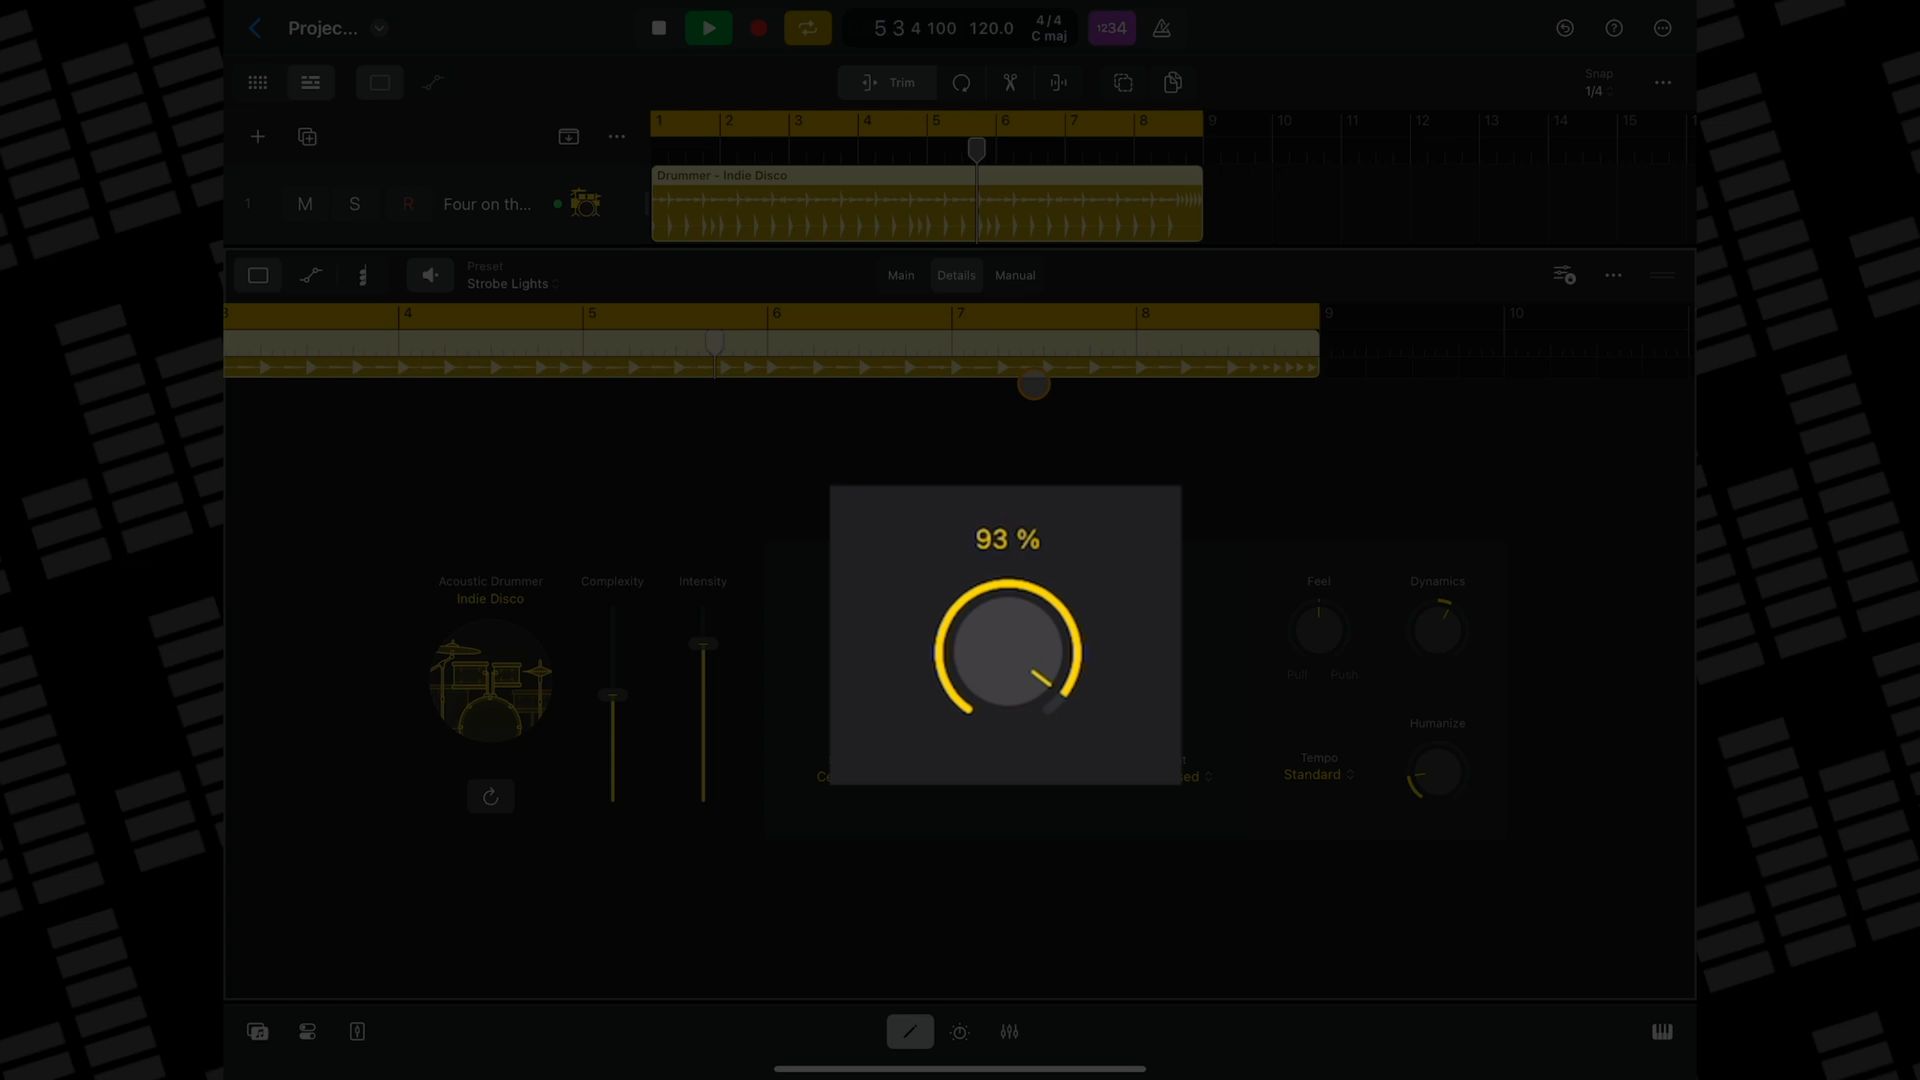 Projec...
5 3 4 100
120.0
4/4
C maj
1234
Trim
Snap
1/4
1 2 3 4 5 6 7 8 9 10 11 12 13 14 15
Drummer - Indie Disco
1 M S R Four on th...
Preset
Strobe Lights
Main Details Manual
3 4 5 6 7 8 9 10
93 %
Acoustic Drummer
Indie Disco
Complexity
Intensity
Feel
Dynamics
Pull Push
Humanize
Tempo
Standard